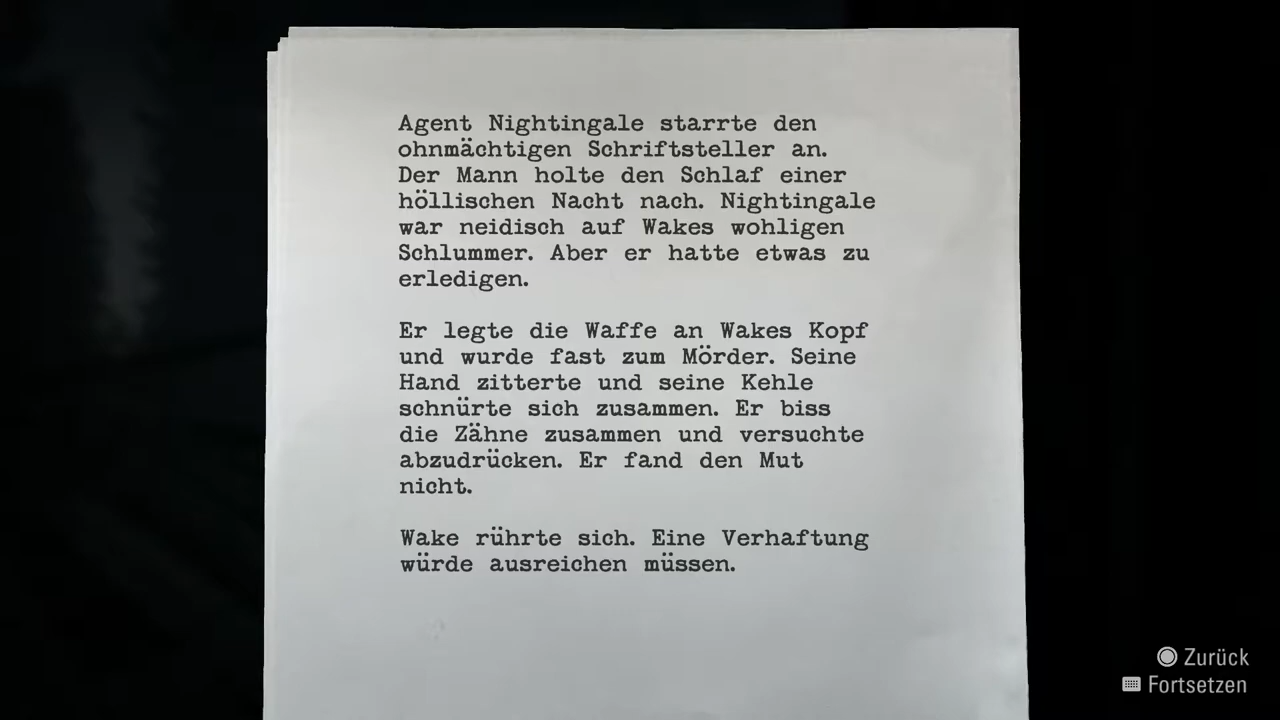 Agent Nightingale starrte den
ohnmächtigen Schriftsteller an.
Der Mann holte den Schlaf einer
höllischen Nacht nach. Nightingale
war neidisch auf Wakes wohligen
Schlummer. Aber er hatte etwas zu
erledigen.
Er legte die Waffe an Wakes Kopf
und wurde fast zum Mörder. Seine
Hand zitterte und seine Kehle
schnürte sich zusammen. Er biss
die Zähne zusammen und versuchte
abzudrücken. Er fand den Mut
nicht.
Wake rührte sich. Eine Verhaftung
würde ausreichen müssen.
Zurück
Fortsetzen